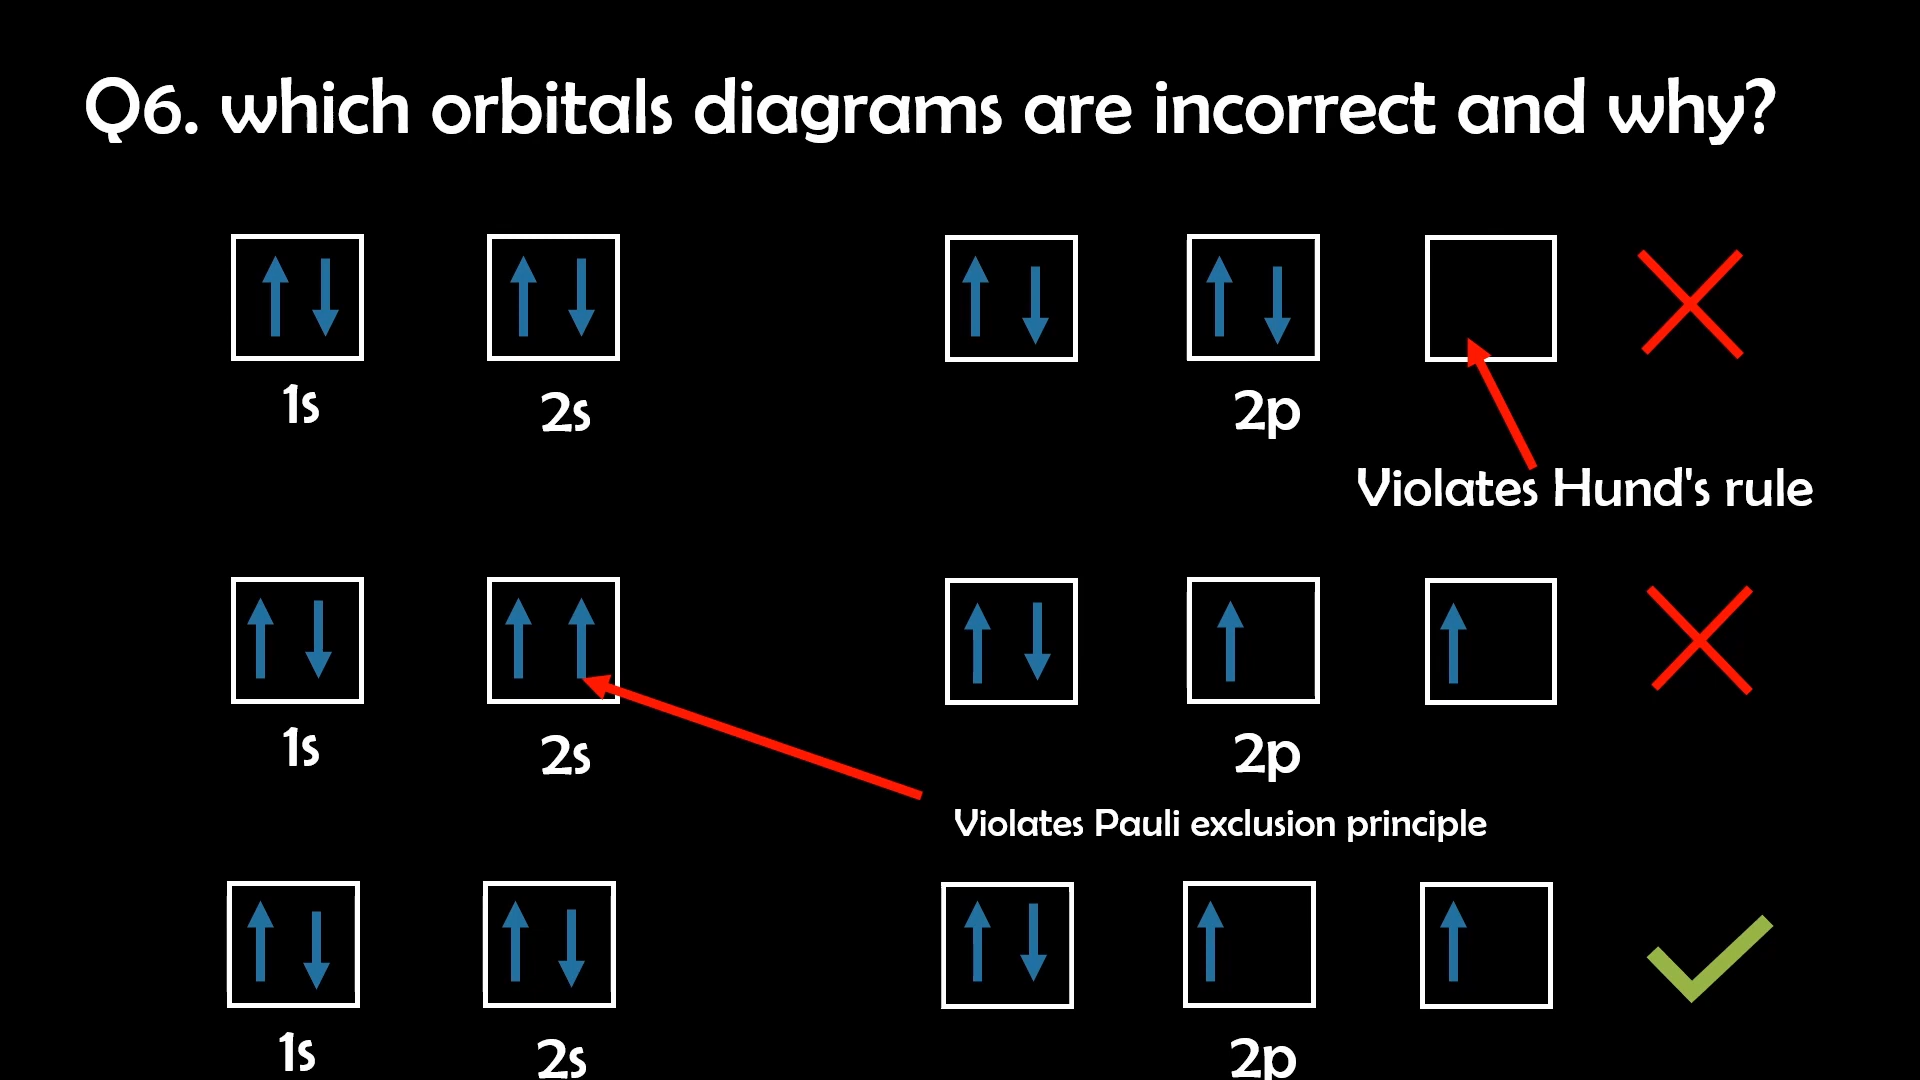 Q6. which orbitals diagrams are incorrect and why?
1s
2s
2p
Violates Hund's rule
1s
2s
2p
Violates Pauli exclusion principle
1s
2s
2p